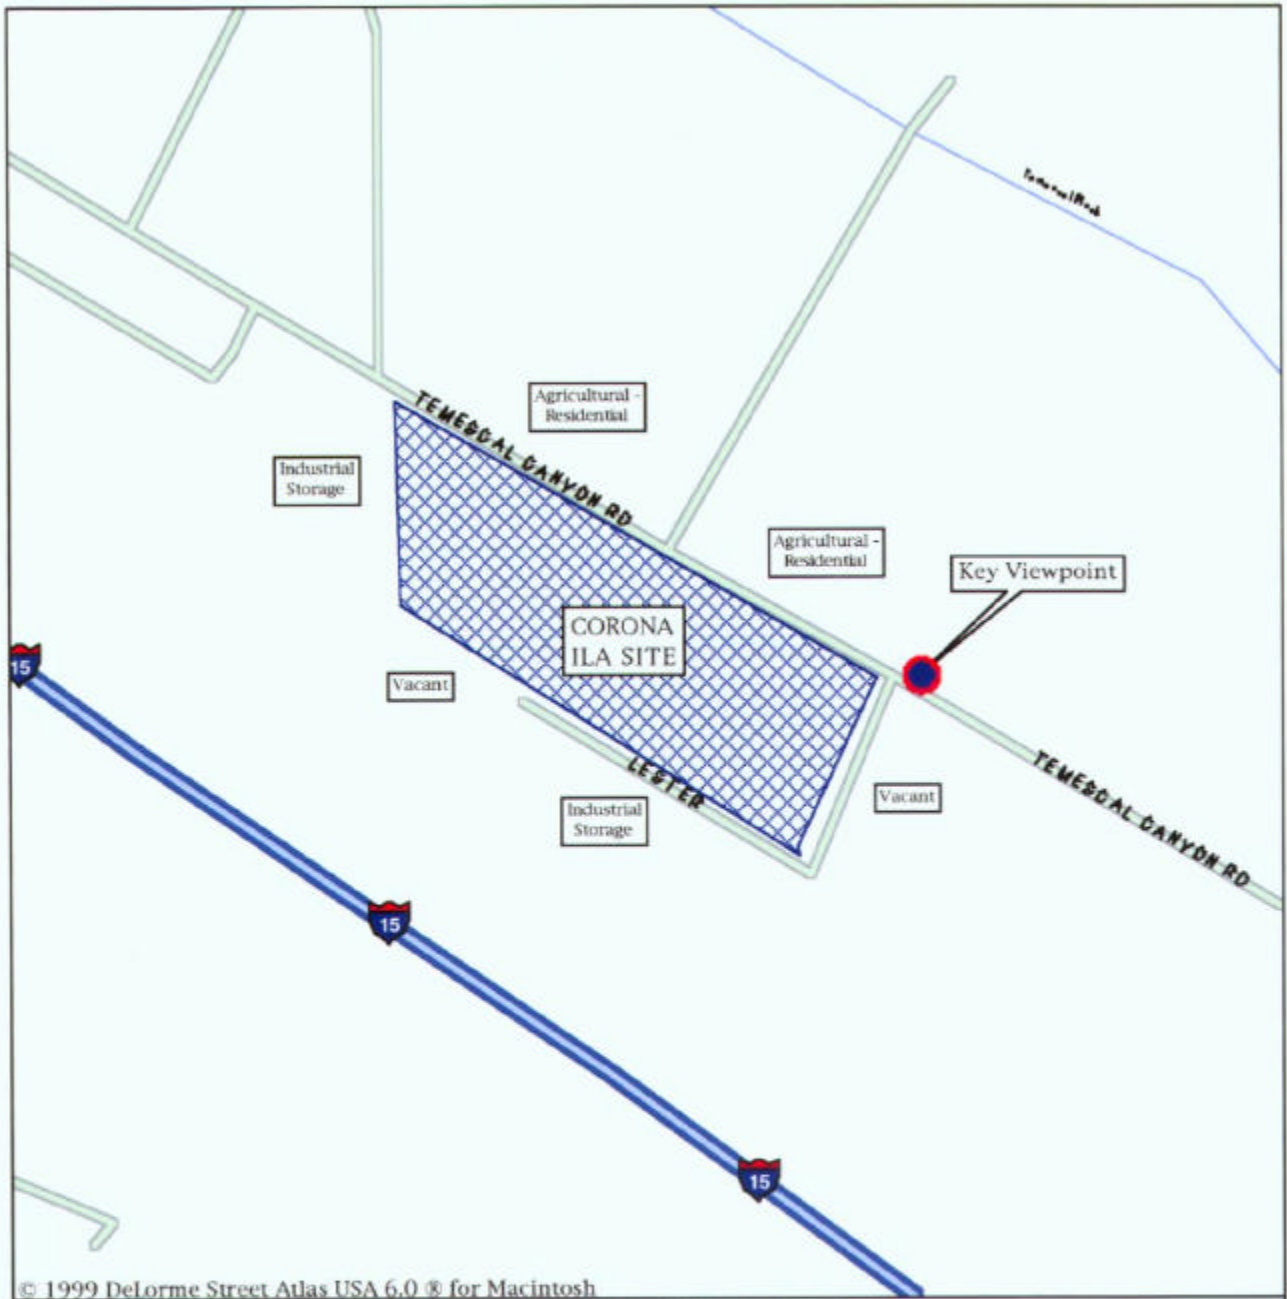 Agricultural -
Residential
TEMESCAL CANYON RD
Industrial
Storage
Agricultural -
Residential
Key Viewpoint
CORONA
ILA SITE
15
Vacant
LESTER
TEMESCAL CANYON RD
Vacant
Industrial
Storage
15
15
© 1999 DeLorme Street Atlas USA 6.0 ® for Macintosh